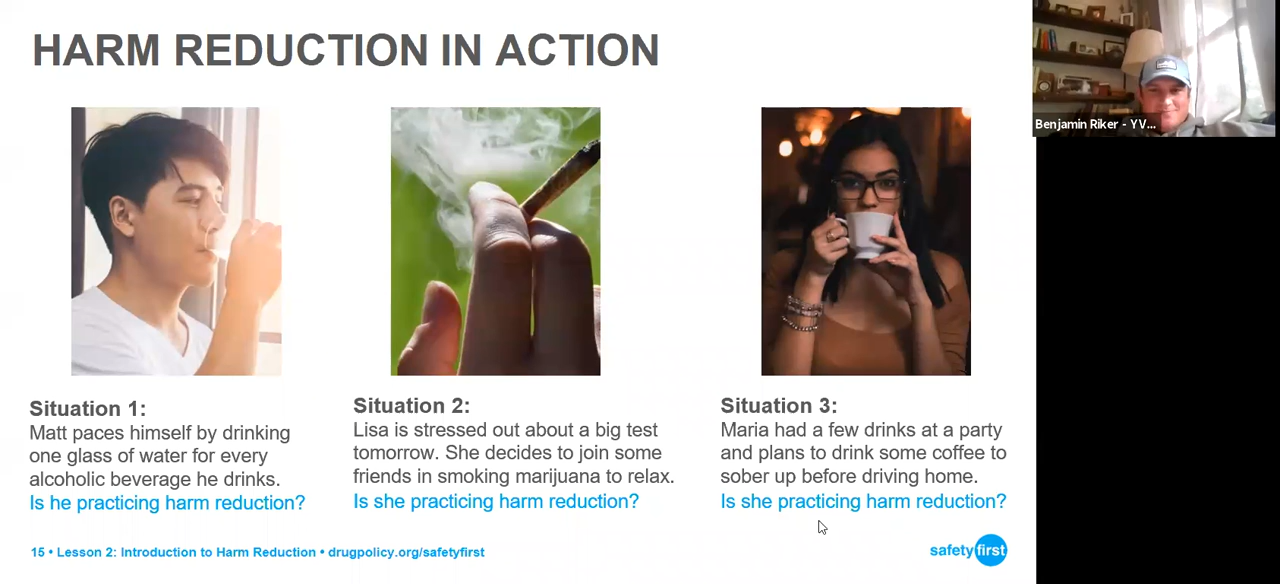 HARM REDUCTION IN ACTION
Benjamin Riker - YV...
Situation 1:
Matt paces himself by drinking
one glass of water for every
alcoholic beverage he drinks.
Is he practicing harm reduction?
Situation 2:
Lisa is stressed out about a big test
tomorrow. She decides to join some
friends in smoking marijuana to relax.
Is she practicing harm reduction?
Situation 3:
Maria had a few drinks at a party
and plans to drink some coffee to
sober up before driving home.
Is she practicing harm reduction?
15 • Lesson 2: Introduction to Harm Reduction • drugpolicy.org/safetyfirst
safetyfirst